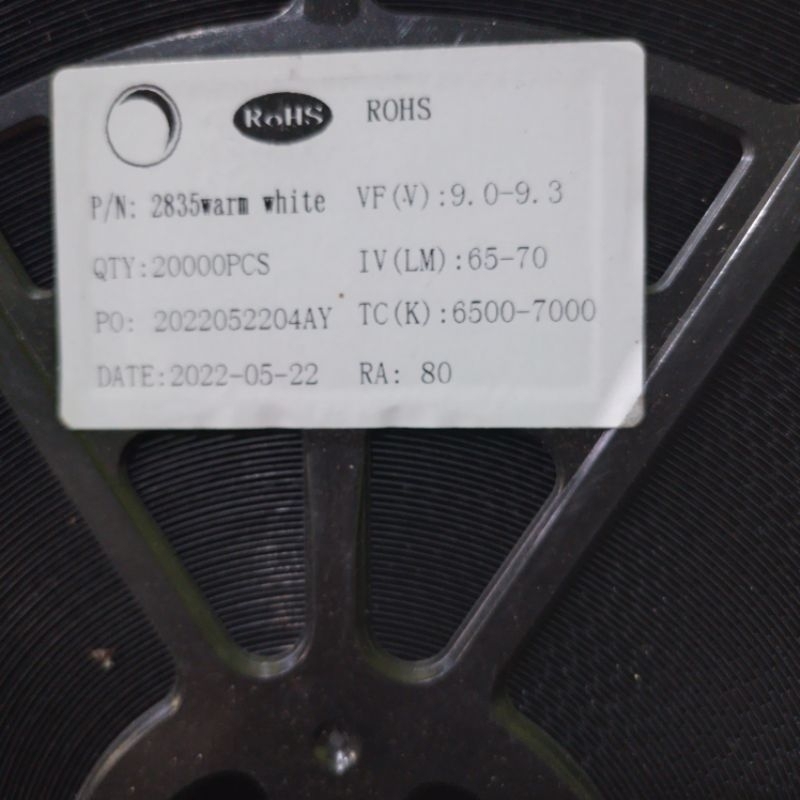 RoHS ROHS
P/N: 2835warm white VF(V):9.0-9.3
QTY:20000PCS IV(LM):65-70
PO: 2022052204AY TC(K):6500-7000
DATE:2022-05-22 RA: 80